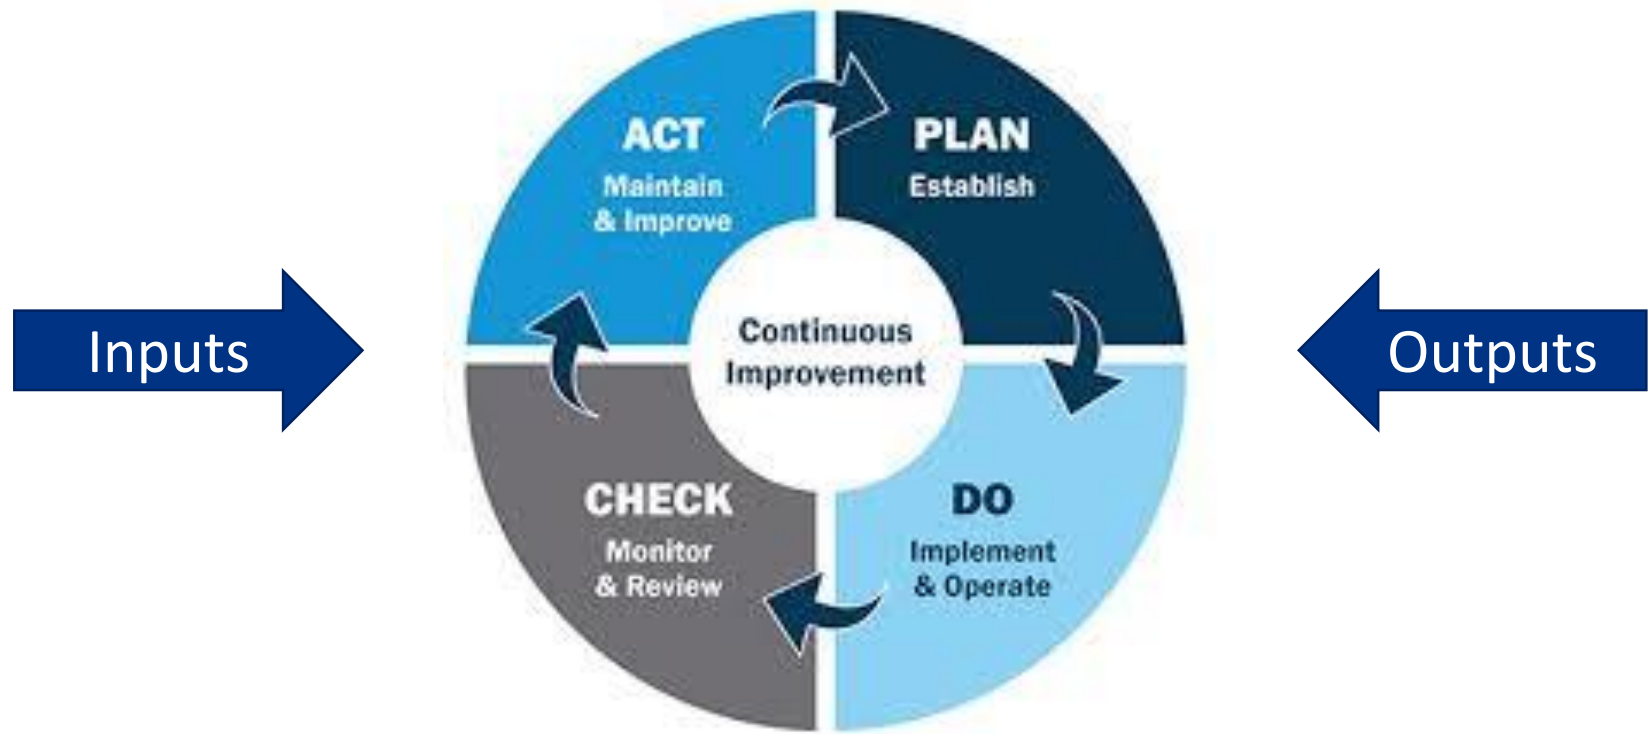 ACT
Maintain
& Improve
PLAN
Establish
Inputs
Continuous
Improvement
Outputs
CHECK
Monitor
& Review
DO
Implement
& Operate